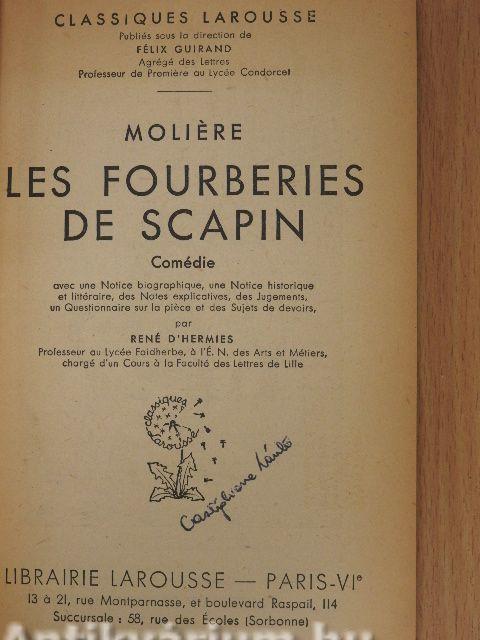 CLASSIQUES LAROUSSE
Publiés sous la direction de
FÉLIX GUIRAND
Agrégé des Lettres
Professeur de Première au Lycée Condorcet
MOLIÈRE
LES FOURBERIES
DE SCAPIN
Comédie
avec une Notice biographique, une Notice historique
et littéraire, des Notes explicatives, des Jugements,
un Questionnaire sur la pièce et des Sujets de devoirs,
par
RENÉ D'HERMIES
Professeur au Lycée Faidherbe, à l'É. N. des Arts et Métiers,
chargé d'un Cours à la Faculté des Lettres de Lille
classiques
Larousse
LIBRAIRIE LAROUSSE — PARIS-VIe
13 à 21, rue Montparnasse, et boulevard Raspail, 114
Succursale : 58, rue des Écoles (Sorbonne)